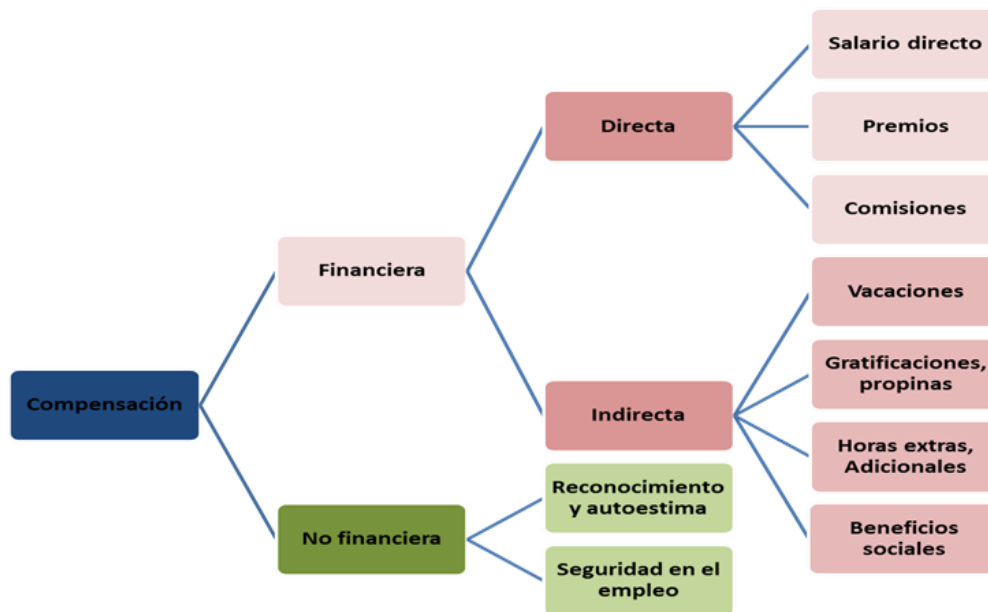 Salario directo
Directa
Premios
Comisiones
Financiera
Vacaciones
Compensación
Gratificaciones,
propinas
Indirecta
Horas extras,
Adicionales
Reconocimiento
y autoestima
No financiera
Beneficios
sociales
Seguridad en el
empleo